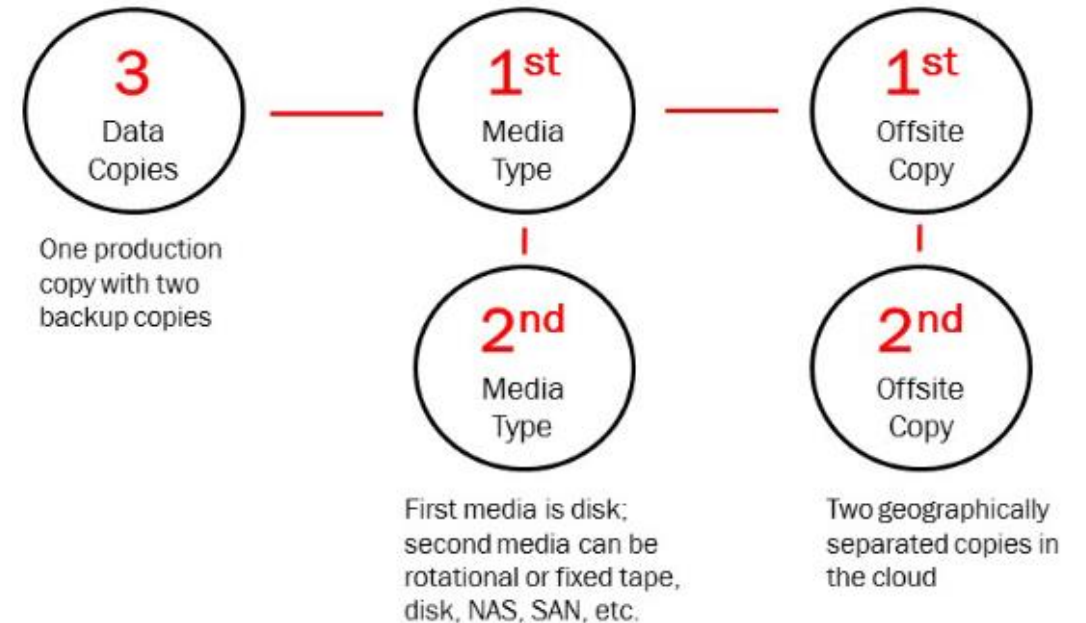 3
Data
Copies
One production
copy with two
backup copies
1st
Media
Type
2nd
Media
Type
First media is disk;
second media can be
rotational or fixed tape,
disk, NAS, SAN, etc.
1st
Offsite
Copy
2nd
Offsite
Copy
Two geographically
separated copies in
the cloud